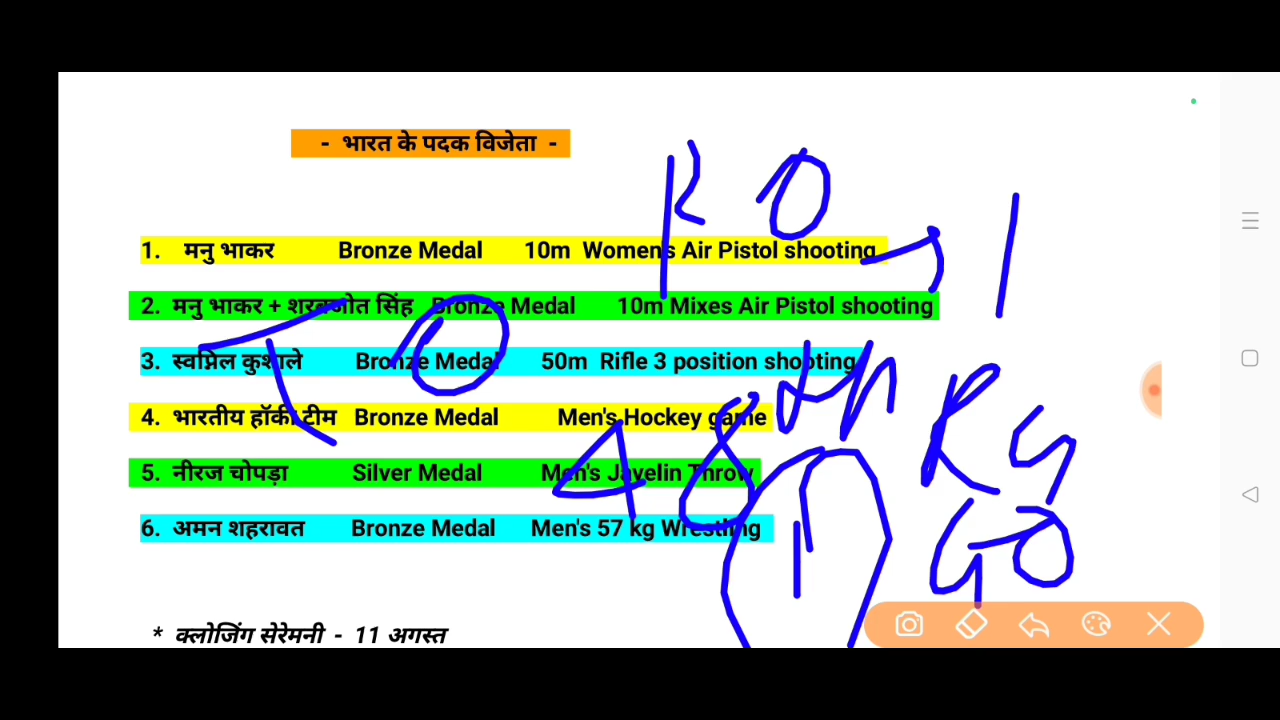 - भारत के पदक विजेता -
1. मनु भाकर Bronze Medal 10m Womens Air Pistol shooting
2. मनु भाकर + शरबजोत सिंह Bronze Medal 10m Mixes Air Pistol shooting
3. स्वप्निल कुशाले Bronze Medal 50m Rifle 3 position shooting
4. भारतीय हॉकी टीम Bronze Medal Men's Hockey game
5. नीरज चोपड़ा Silver Medal Men's Javelin Throw
6. अमन शहरावत Bronze Medal Men's 57 kg Wrestling
* क्लोजिंग सेरेमनी - 11 अगस्त